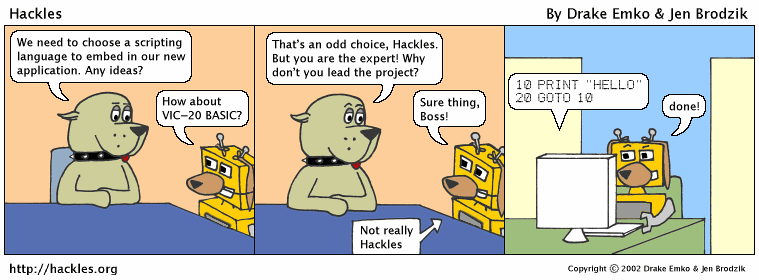 Hackles
By Drake Emko & Jen Brodzik
We need to choose a scripting
language to embed in our new
application. Any ideas?
How about
VIC-20 BASIC?
That's an odd choice, Hackles.
But you are the expert! Why
don't you lead the project?
Sure thing,
Boss!
Not really
Hackles
10 PRINT "HELLO"
20 GOTO 10
done!
http://hackles.org
Copyright © 2002 Drake Emko & Jen Brodzik